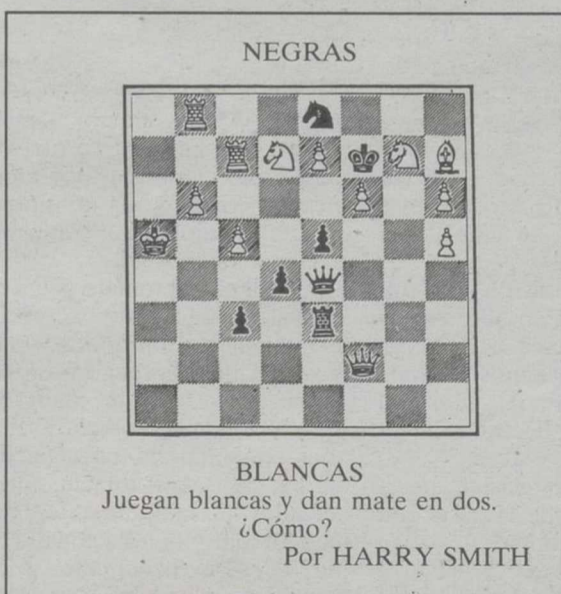 NEGRAS
BLANCAS
Juegan blancas y dan mate en dos.
¿Cómo?
Por HARRY SMITH